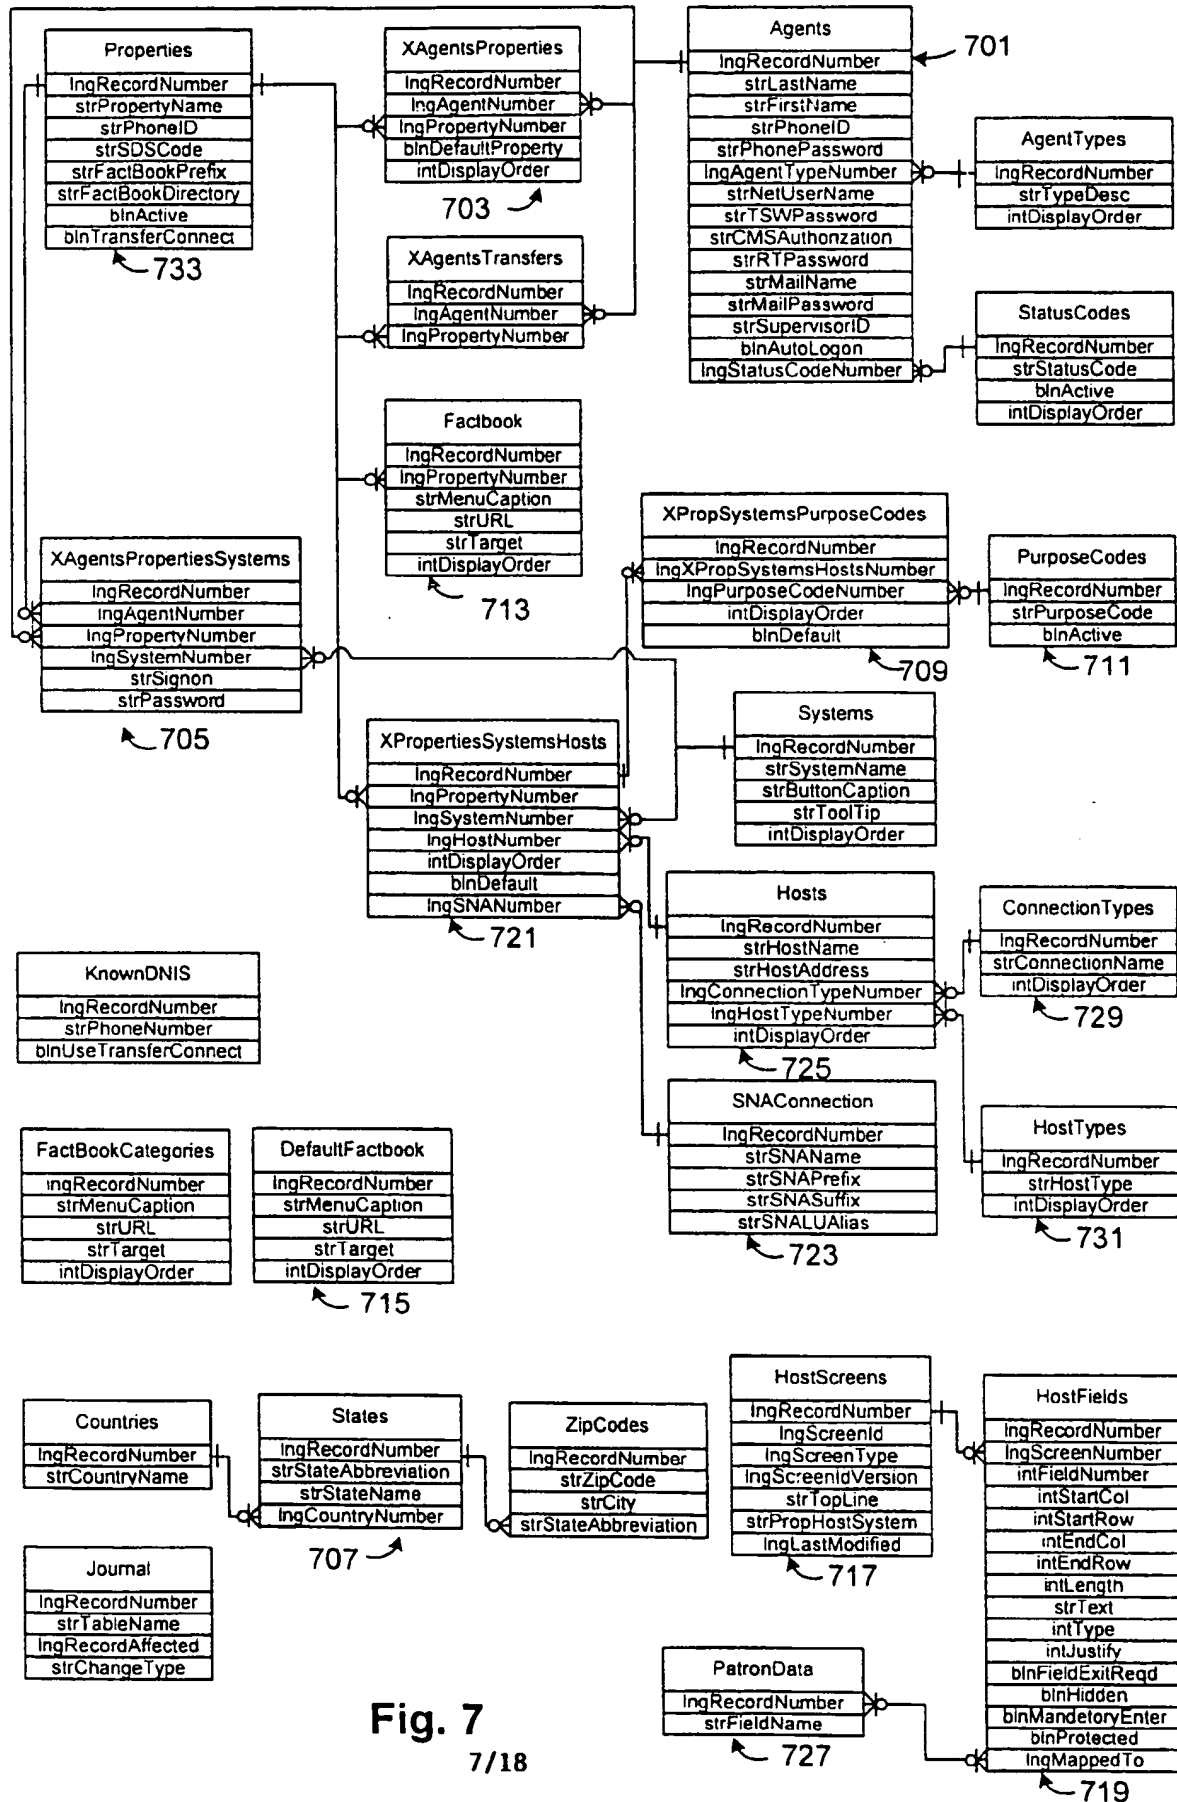 Properties
lngRecordNumber
strPropertyName
strPhoneID
strSDSCode
strFactBookPrefix
strFactBookDirectory
blnActive
blnTransferConnect
733
XAgentsProperties
lngRecordNumber
lngAgentNumber
lngPropertyNumber
blnDefaultProperty
intDisplayOrder
703
Agents
lngRecordNumber
strLastName
strFirstName
strPhoneID
strPhonePassword
lngAgentTypeNumber
strNetUserName
strTSWPassword
strCMSAuthorization
strRTPassword
strMailName
strMailPassword
strSupervisorID
blnAutoLogon
lngStatusCodeNumber
701
AgentTypes
lngRecordNumber
strTypeDesc
intDisplayOrder
XAgentsTransfers
lngRecordNumber
lngAgentNumber
lngPropertyNumber
StatusCodes
lngRecordNumber
strStatusCode
blnActive
intDisplayOrder
Factbook
lngRecordNumber
lngPropertyNumber
strMenuCaption
strURL
strTarget
intDisplayOrder
713
XAgentsPropertiesSystems
lngRecordNumber
lngAgentNumber
lngPropertyNumber
lngSystemNumber
strSignon
strPassword
705
XPropSystemsPurposeCodes
lngRecordNumber
lngXPropSystemsHostsNumber
lngPurposeCodeNumber
intDisplayOrder
blnDefault
709
PurposeCodes
lngRecordNumber
strPurposeCode
blnActive
711
XPropertiesSystemsHosts
lngRecordNumber
lngPropertyNumber
lngSystemNumber
lngHostNumber
intDisplayOrder
blnDefault
lngSNANumber
721
Systems
lngRecordNumber
strSystemName
strButtonCaption
strToolTip
intDisplayOrder
Hosts
lngRecordNumber
strHostName
strHostAddress
lngConnectionTypeNumber
lngHostTypeNumber
intDisplayOrder
725
ConnectionTypes
lngRecordNumber
strConnectionName
intDisplayOrder
729
KnownDNIS
lngRecordNumber
strPhoneNumber
blnUseTransferConnect
SNAConnection
lngRecordNumber
strSNAName
strSNAPrefix
strSNASuffix
strSNALUAlias
723
HostTypes
lngRecordNumber
strHostType
intDisplayOrder
731
FactBookCategories
lngRecordNumber
strMenuCaption
strURL
strTarget
intDisplayOrder
DefaultFactbook
lngRecordNumber
strMenuCaption
strURL
strTarget
intDisplayOrder
715
Countries
lngRecordNumber
strCountryName
States
lngRecordNumber
strStateAbbreviation
strStateName
lngCountryNumber
707
ZipCodes
lngRecordNumber
strZipCode
strCity
strStateAbbreviation
HostScreens
lngRecordNumber
lngScreenId
lngScreenType
lngScreenIdVersion
strTopLine
strPropHostSystem
lngLastModified
717
HostFields
lngRecordNumber
lngScreenNumber
intFieldNumber
intStartCol
intStartRow
intEndCol
intEndRow
intLength
strText
intType
intJustify
blnFieldExitReqd
blnHidden
blnMandetoryEnter
blnProtected
lngMappedTo
719
Journal
lngRecordNumber
strTableName
lngRecordAffected
strChangeType
PatronData
lngRecordNumber
strFieldName
727
Fig. 7
7/18